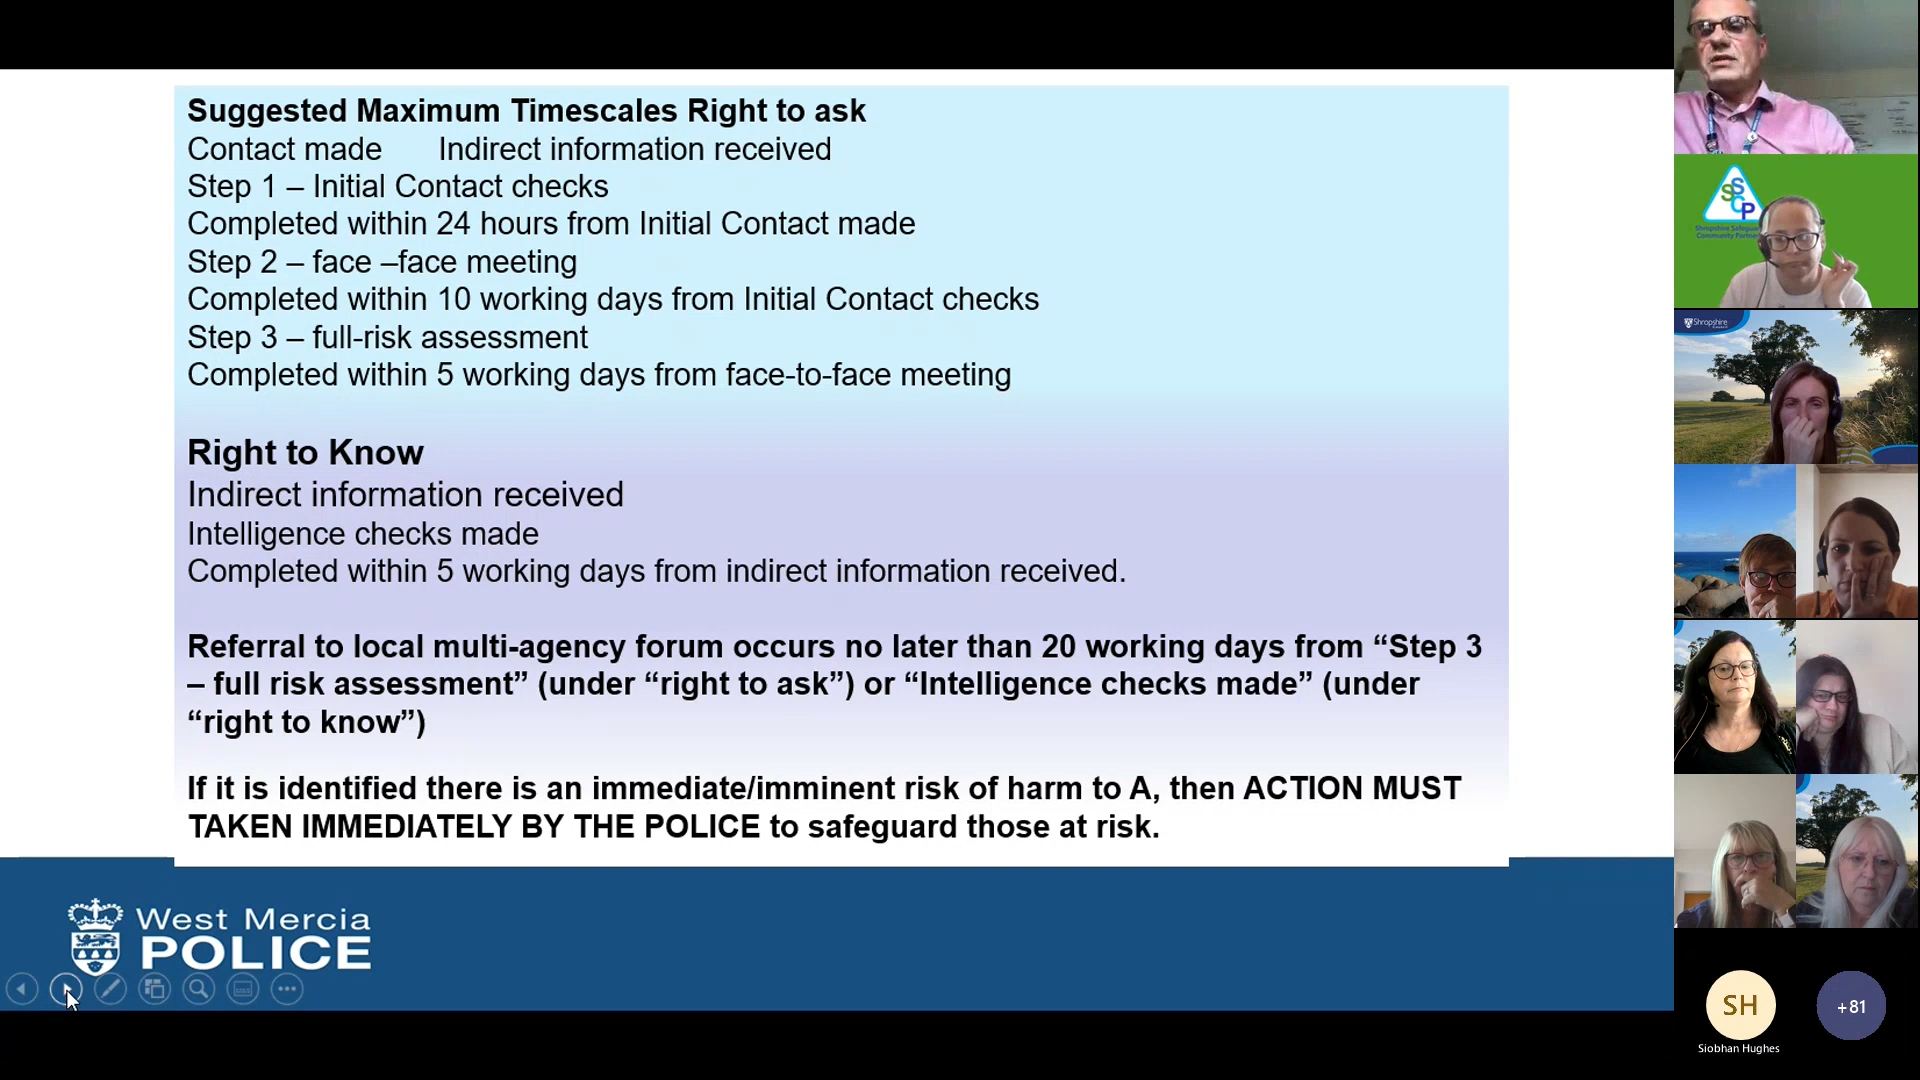 Suggested Maximum Timescales Right to ask
Contact made Indirect information received
Step 1 – Initial Contact checks
Completed within 24 hours from Initial Contact made
Step 2 – face –face meeting
Completed within 10 working days from Initial Contact checks
Step 3 – full-risk assessment
Completed within 5 working days from face-to-face meeting
Right to Know
Indirect information received
Intelligence checks made
Completed within 5 working days from indirect information received.
Referral to local multi-agency forum occurs no later than 20 working days from “Step 3
– full risk assessment” (under “right to ask”) or “Intelligence checks made” (under
“right to know”)
If it is identified there is an immediate/imminent risk of harm to A, then ACTION MUST
TAKEN IMMEDIATELY BY THE POLICE to safeguard those at risk.
West Mercia
POLICE
SSCP
Shropshire
SH
Siobhan Hughes
+81